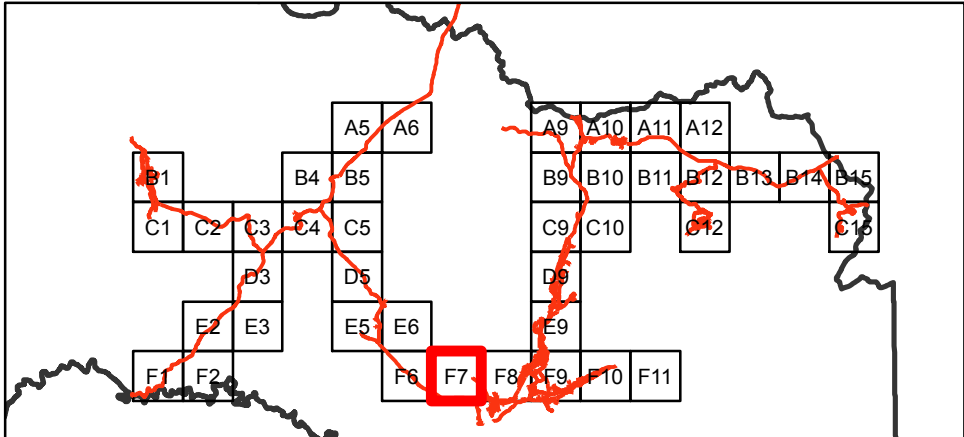 A5 A6 A9 A10 A11 A12
B1 B4 B5 B9 B10 B11 B12 B13 B14 B15
C1 C2 C3 C4 C5 C9 C10 C12 C15
D3 D5 D9
E2 E3 E5 E6 E9
F1 F2 F6 F7 F8 F9 F10 F11